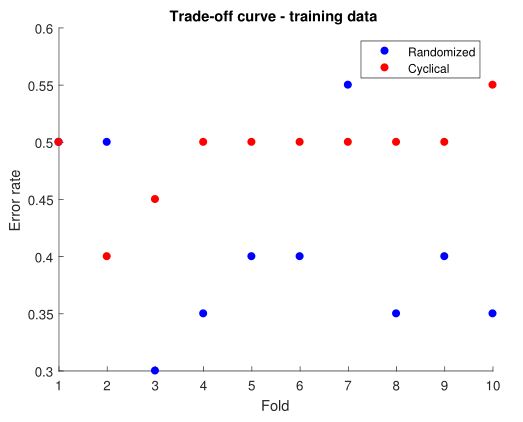 Trade-off curve - training data
Randomized
Cyclical
0.6
0.55
0.5
0.45
0.4
0.35
0.3
Error rate
1 2 3 4 5 6 7 8 9 10
Fold